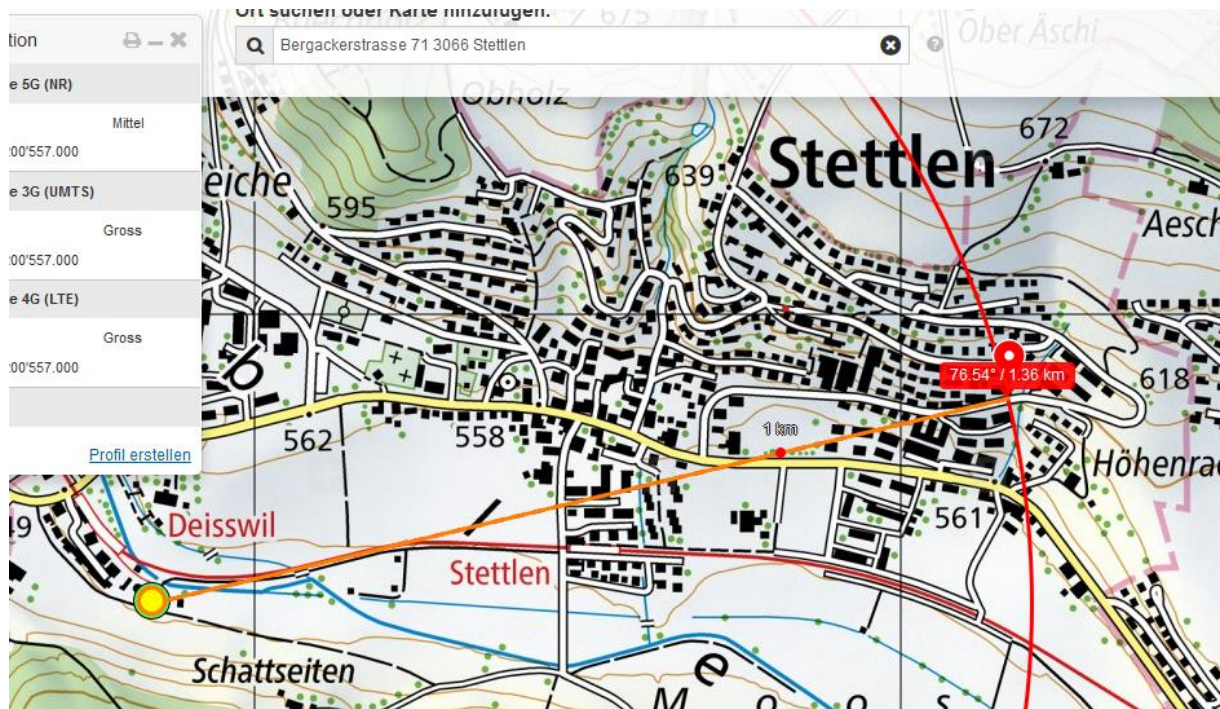 Ort suchen oder Karte hinzufügen.
Bergackerstrasse 71 3066 Stettlen
tion
e 5G (NR)
Mittel
00'557.000
e 3G (UMTS)
Gross
00'557.000
e 4G (LTE)
Gross
00'557.000
Profil erstellen
675
Ober Äschi
Obholz
Stettlen
672
639
eiche
595
Aesch
76.54° / 1.36 km
618
562
558
1 km
Höhenra
561
49
Deisswil
Stettlen
Schattseiten
e
M o o s